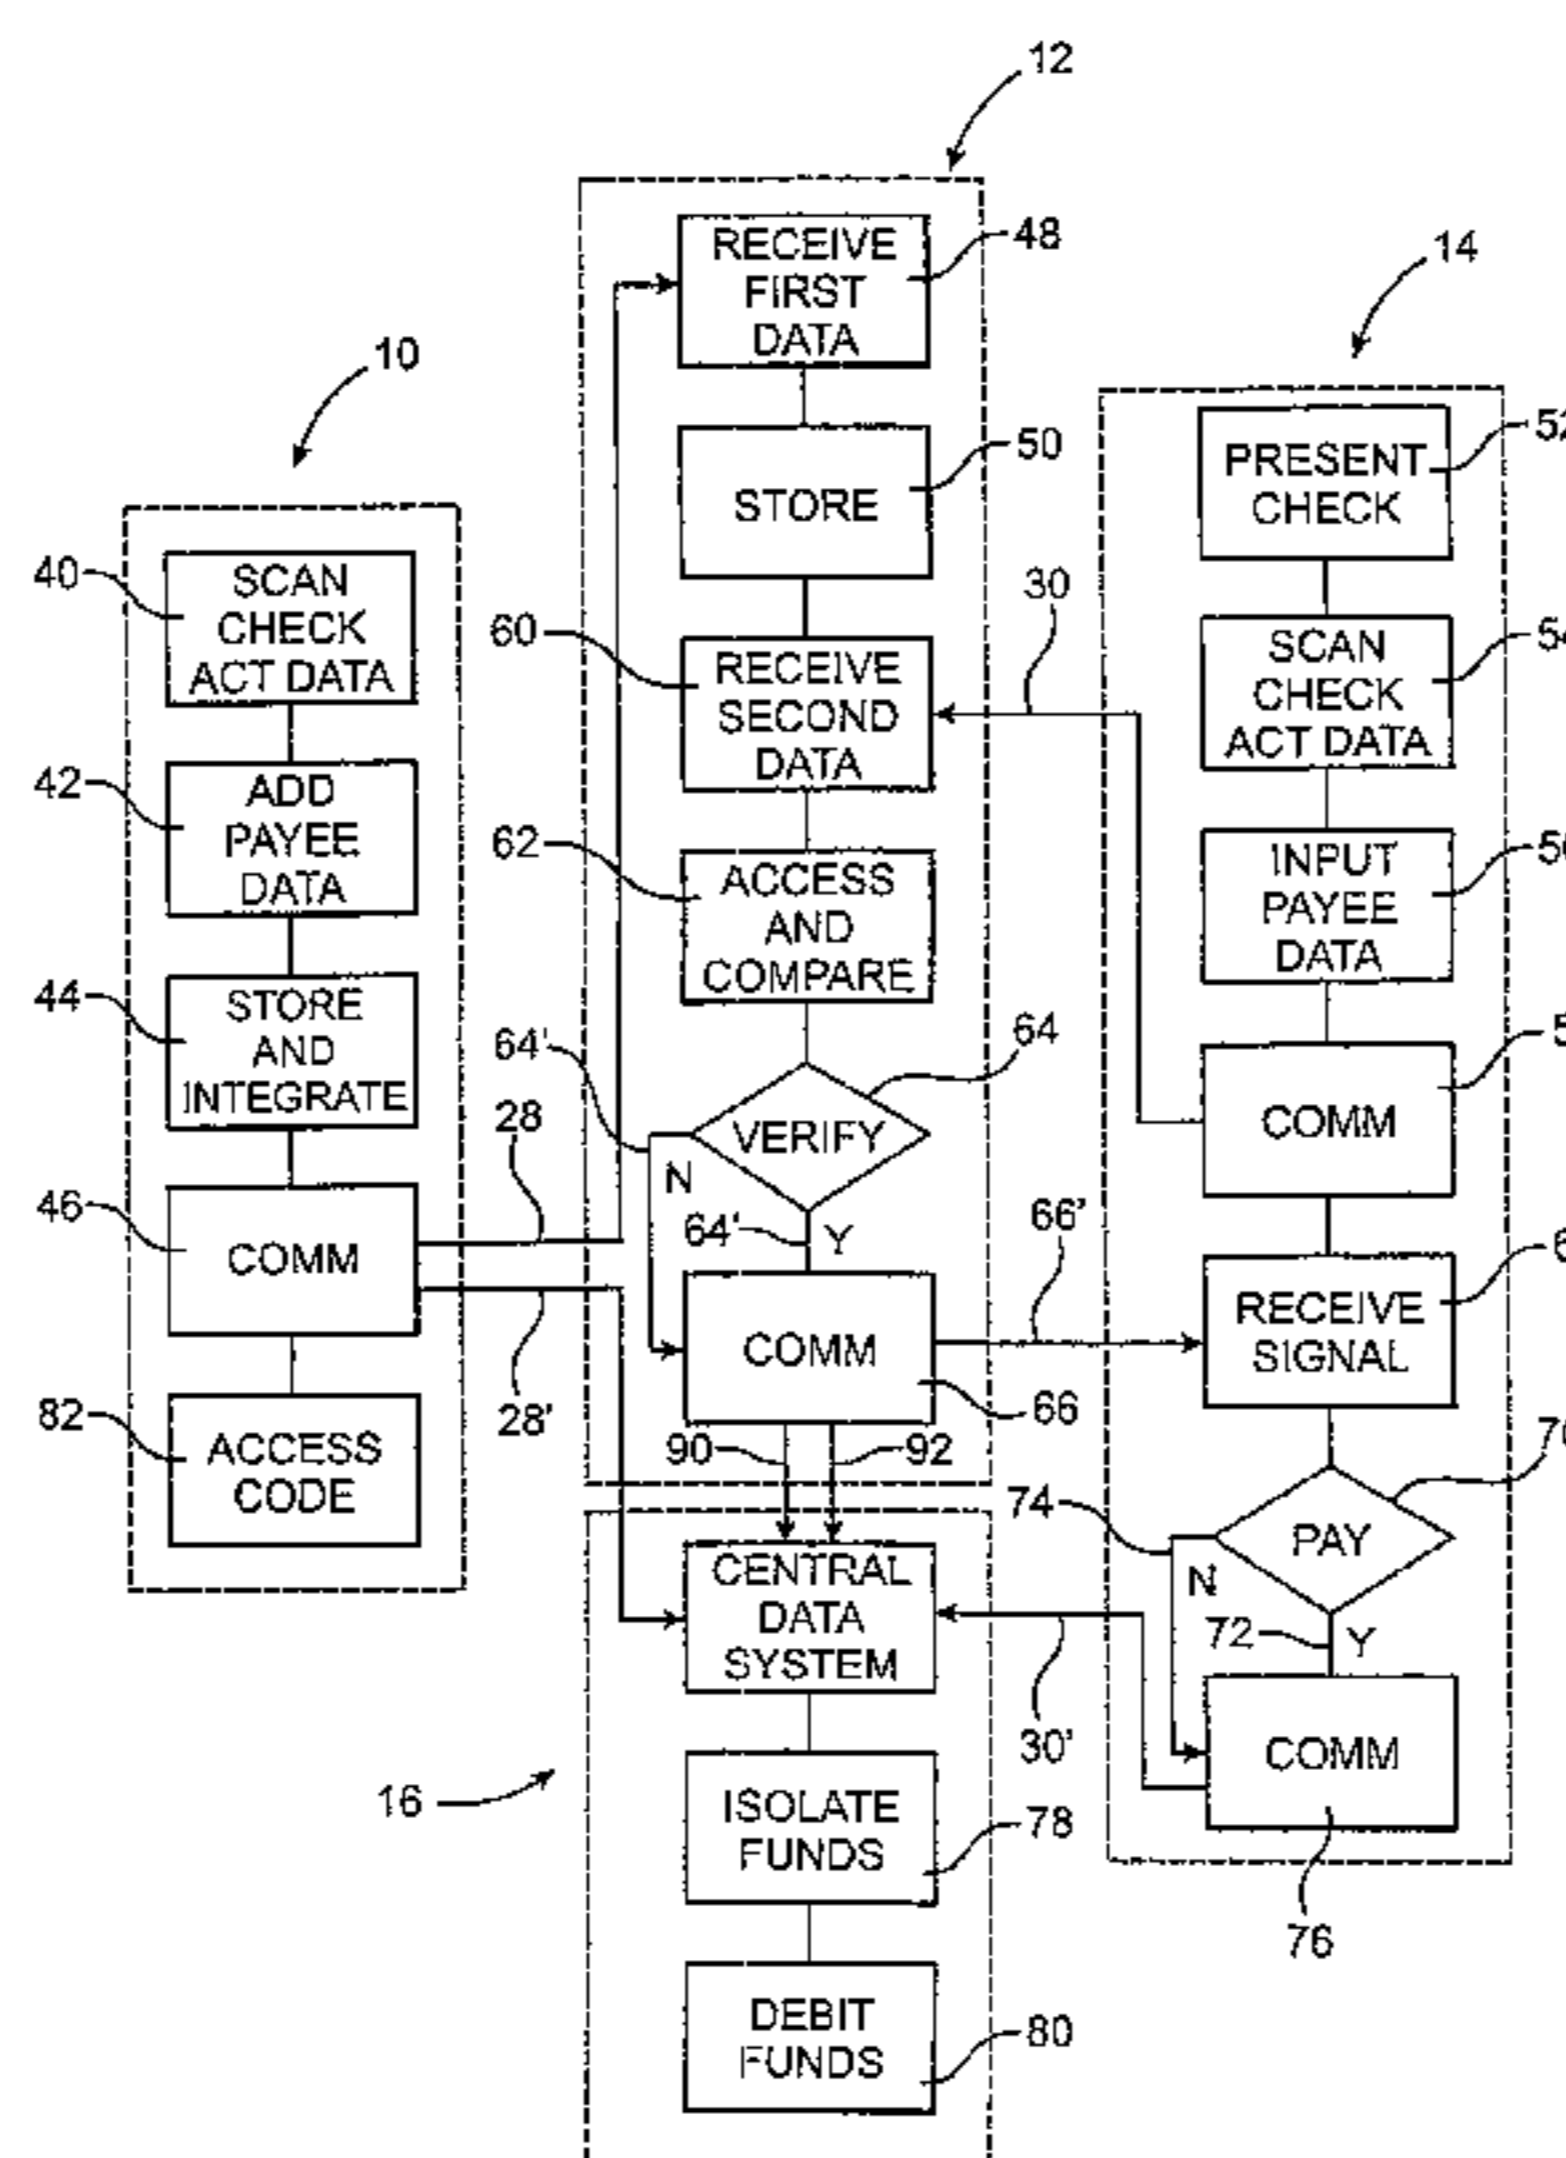 12
RECEIVE
FIRST
DATA
48
STORE
50
60
RECEIVE
SECOND
DATA
30
62
ACCESS
AND
COMPARE
64'
64
VERIFY
N
64'
Y
COMM
66
66'
90
92
10
40
SCAN
CHECK
ACT DATA
42
ADD
PAYEE
DATA
44
STORE
AND
INTEGRATE
46
COMM
28
28'
82
ACCESS
CODE
14
PRESENT
CHECK
52
SCAN
CHECK
ACT DATA
54
INPUT
PAYEE
DATA
COMM
RECEIVE
SIGNAL
PAY
70
74
N
72
Y
COMM
76
30'
16
CENTRAL
DATA
SYSTEM
ISOLATE
FUNDS
78
DEBIT
FUNDS
80